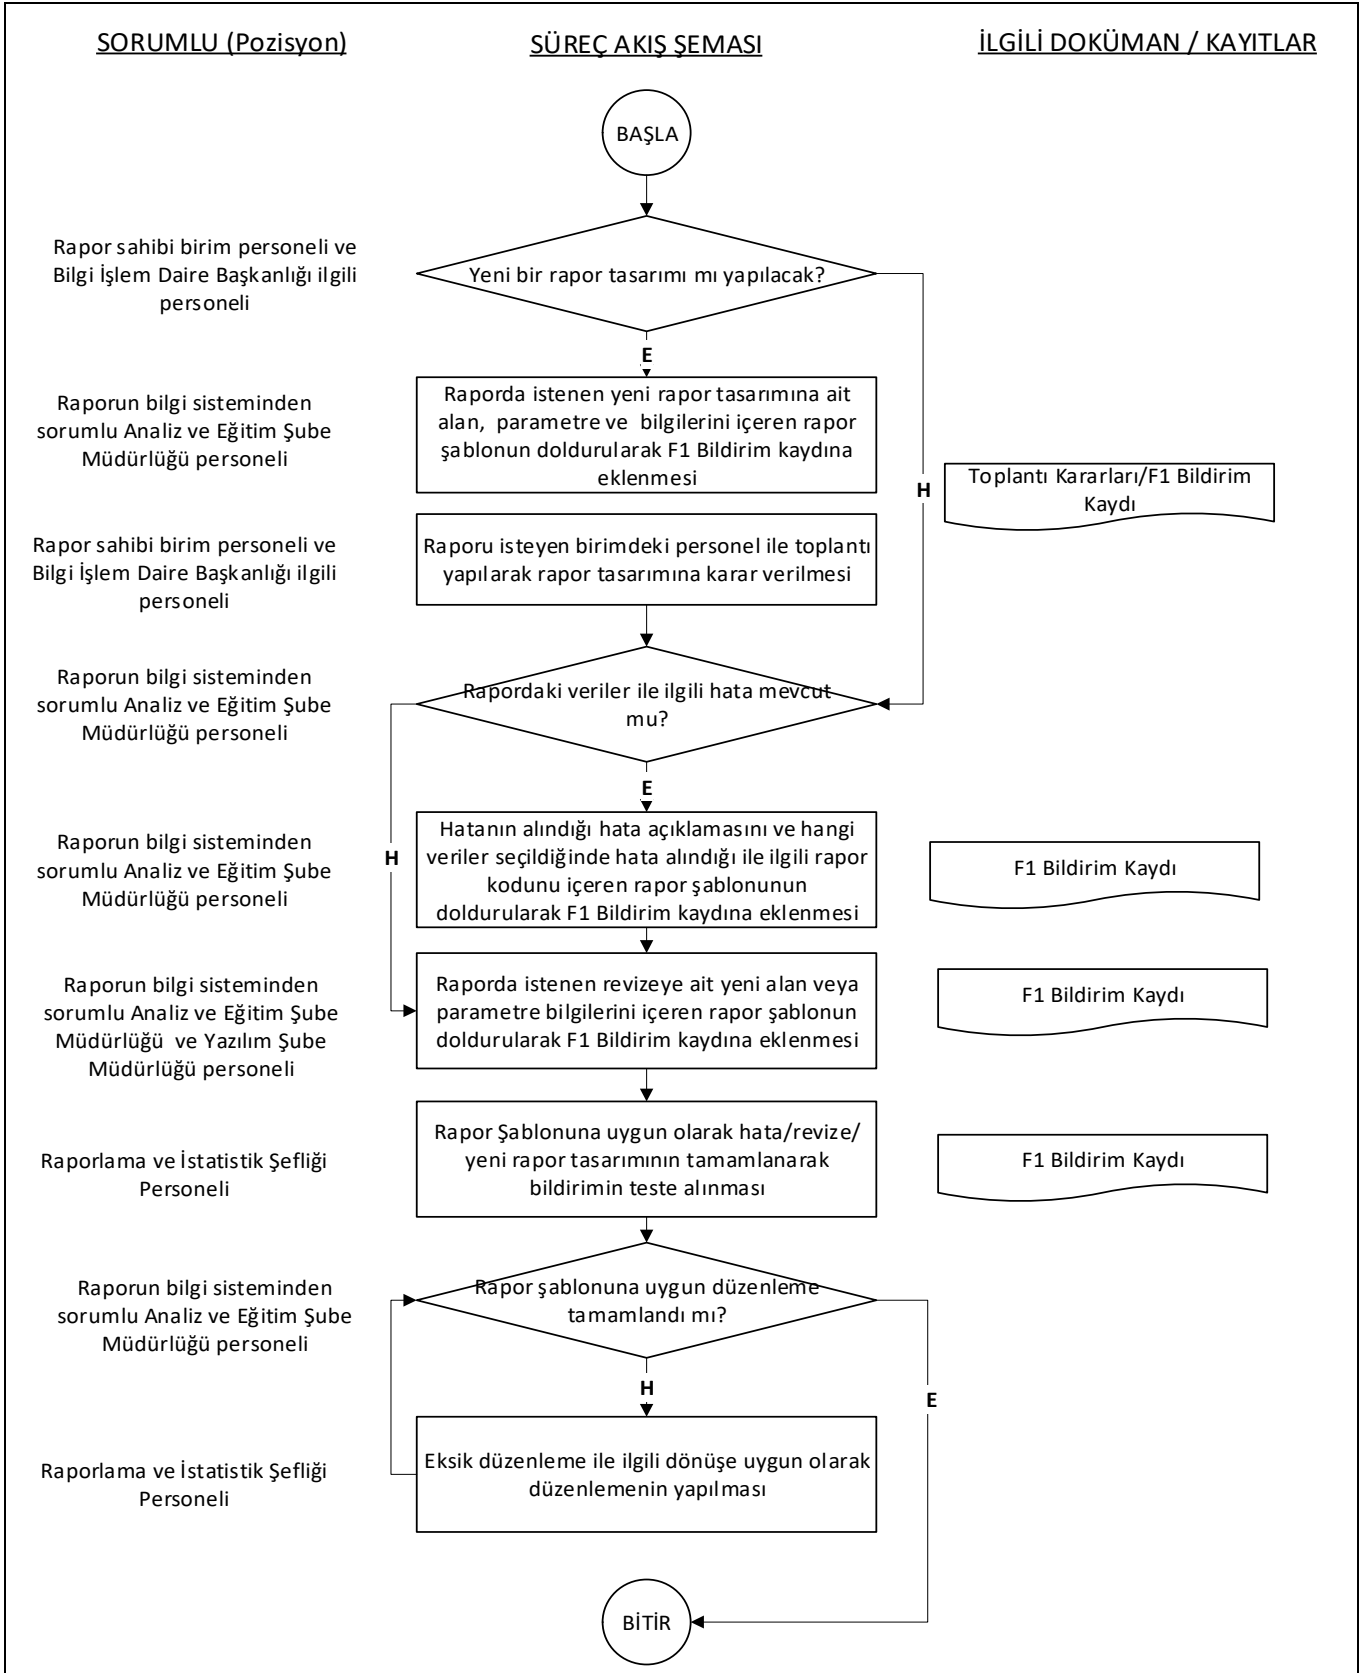 SORUMLU (Pozisyon)
SÜREÇ AKIŞ ŞEMASI
İLGİLİ DOKÜMAN / KAYITLAR
BAŞLA
Rapor sahibi birim personeli ve
Bilgi İşlem Daire Başkanlığı ilgili
personeli
Yeni bir rapor tasarımı mı yapılacak?
E
Raporun bilgi sisteminden
sorumlu Analiz ve Eğitim Şube
Müdürlüğü personeli
Raporda istenen yeni rapor tasarımına ait
alan, parametre ve bilgilerini içeren rapor
şablonun doldurularak F1 Bildirim kaydına
eklenmesi
H
Toplantı Kararları/F1 Bildirim
Kaydı
Rapor sahibi birim personeli ve
Bilgi İşlem Daire Başkanlığı ilgili
personeli
Raporu isteyen birimdeki personel ile toplantı
yapılarak rapor tasarımına karar verilmesi
Raporun bilgi sisteminden
sorumlu Analiz ve Eğitim Şube
Müdürlüğü personeli
Rapordaki veriler ile ilgili hata mevcut
mu?
E
H
Raporun bilgi sisteminden
sorumlu Analiz ve Eğitim Şube
Müdürlüğü personeli
Hatanın alındığı hata açıklamasını ve hangi
veriler seçildiğinde hata alındığı ile ilgili rapor
kodunu içeren rapor şablonunun
doldurularak F1 Bildirim kaydına eklenmesi
F1 Bildirim Kaydı
Raporun bilgi sisteminden
sorumlu Analiz ve Eğitim Şube
Müdürlüğü ve Yazılım Şube
Müdürlüğü personeli
Raporda istenen revizeye ait yeni alan veya
parametre bilgilerini içeren rapor şablonun
doldurularak F1 Bildirim kaydına eklenmesi
F1 Bildirim Kaydı
Raporlama ve İstatistik Şefliği
Personeli
Rapor Şablonuna uygun olarak hata/revize/
yeni rapor tasarımının tamamlanarak
bildirimin teste alınması
F1 Bildirim Kaydı
Raporun bilgi sisteminden
sorumlu Analiz ve Eğitim Şube
Müdürlüğü personeli
Rapor şablonuna uygun düzenleme
tamamlandı mı?
H
E
Raporlama ve İstatistik Şefliği
Personeli
Eksik düzenleme ile ilgili dönüşe uygun olarak
düzenlemenin yapılması
BİTİR